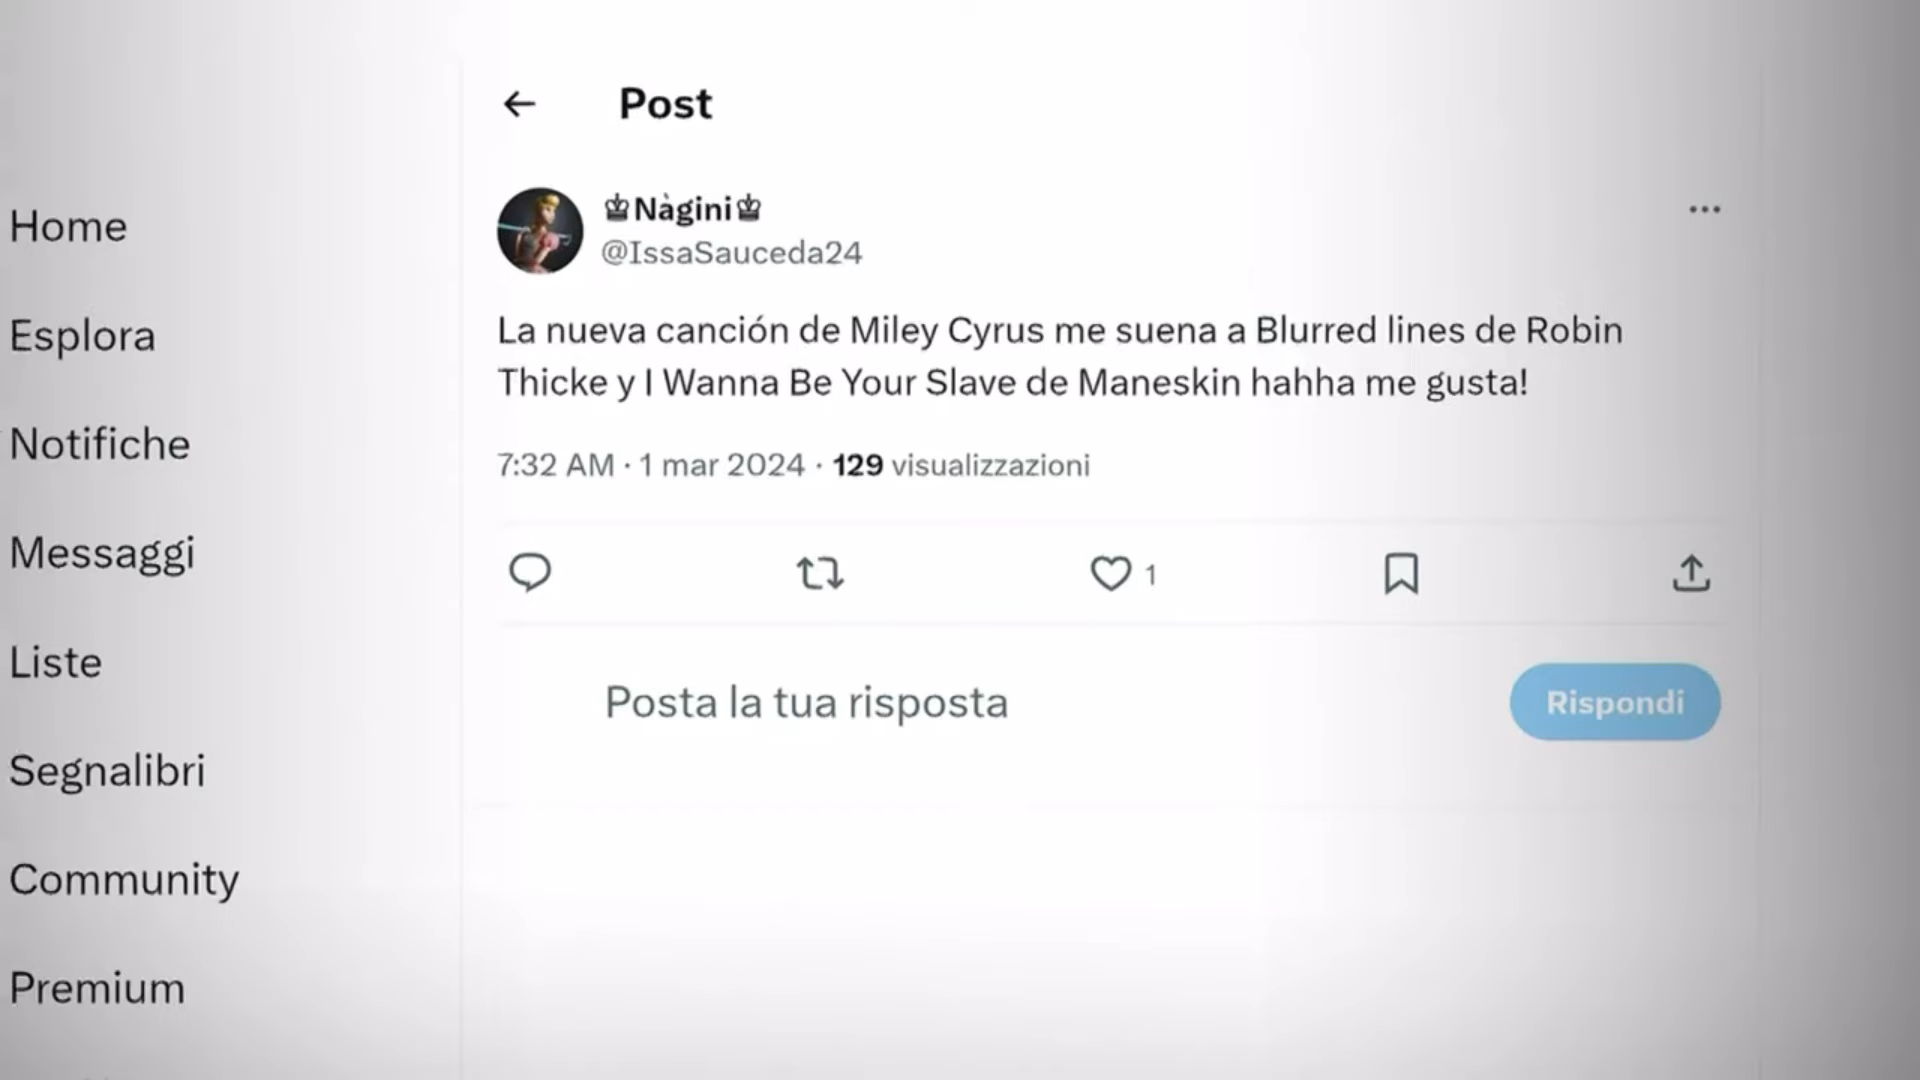 Home
Esplora
Notifiche
Messaggi
Liste
Segnalibri
Community
Premium
Post
♔Nàgini♔
@IssaSauceda24
La nueva canción de Miley Cyrus me suena a Blurred lines de Robin
Thicke y I Wanna Be Your Slave de Maneskin hahha me gusta!
7:32 AM · 1 mar 2024 · 129 visualizzazioni
1
Posta la tua risposta
Rispondi